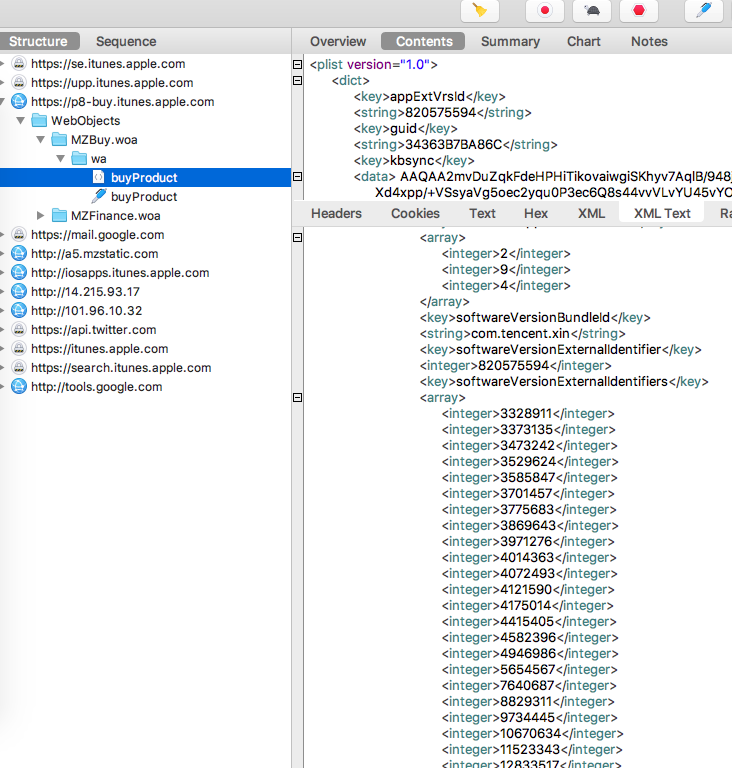 Structure
Sequence
https://se.itunes.apple.com
https://upp.itunes.apple.com
https://p8-buy.itunes.apple.com
WebObjects
MZBuy.woa
wa
buyProduct
buyProduct
MZFinance.woa
https://mail.google.com
http://a5.mzstatic.com
http://iosapps.itunes.apple.com
http://14.215.93.17
http://101.96.10.32
https://api.twitter.com
https://itunes.apple.com
https://search.itunes.apple.com
http://tools.google.com
Overview
Contents
Summary
Chart
Notes
<plist version="1.0">
<dict>
<key>appExtVrsId</key>
<string>820575594</string>
<key>guid</key>
<string>34363B7BA86C</string>
<key>kbsync</key>
<data>
Headers
Cookies
Text
Hex
XML
XML Text
Ra
<array>
<integer>2</integer>
<integer>9</integer>
<integer>4</integer>
</array>
<key>softwareVersionBundleId</key>
<string>com.tencent.xin</string>
<key>softwareVersionExternalIdentifier</key>
<integer>820575594</integer>
<key>softwareVersionExternalIdentifiers</key>
<array>
<integer>3328911</integer>
<integer>3373135</integer>
<integer>3473242</integer>
<integer>3529624</integer>
<integer>3585847</integer>
<integer>3701457</integer>
<integer>3775683</integer>
<integer>3869643</integer>
<integer>3971276</integer>
<integer>4014363</integer>
<integer>4072493</integer>
<integer>4121590</integer>
<integer>4175014</integer>
<integer>4415405</integer>
<integer>4582396</integer>
<integer>4946986</integer>
<integer>5654567</integer>
<integer>7640687</integer>
<integer>8829311</integer>
<integer>9734445</integer>
<integer>10670634</integer>
<integer>11523343</integer>
<integer>12833517</integer>